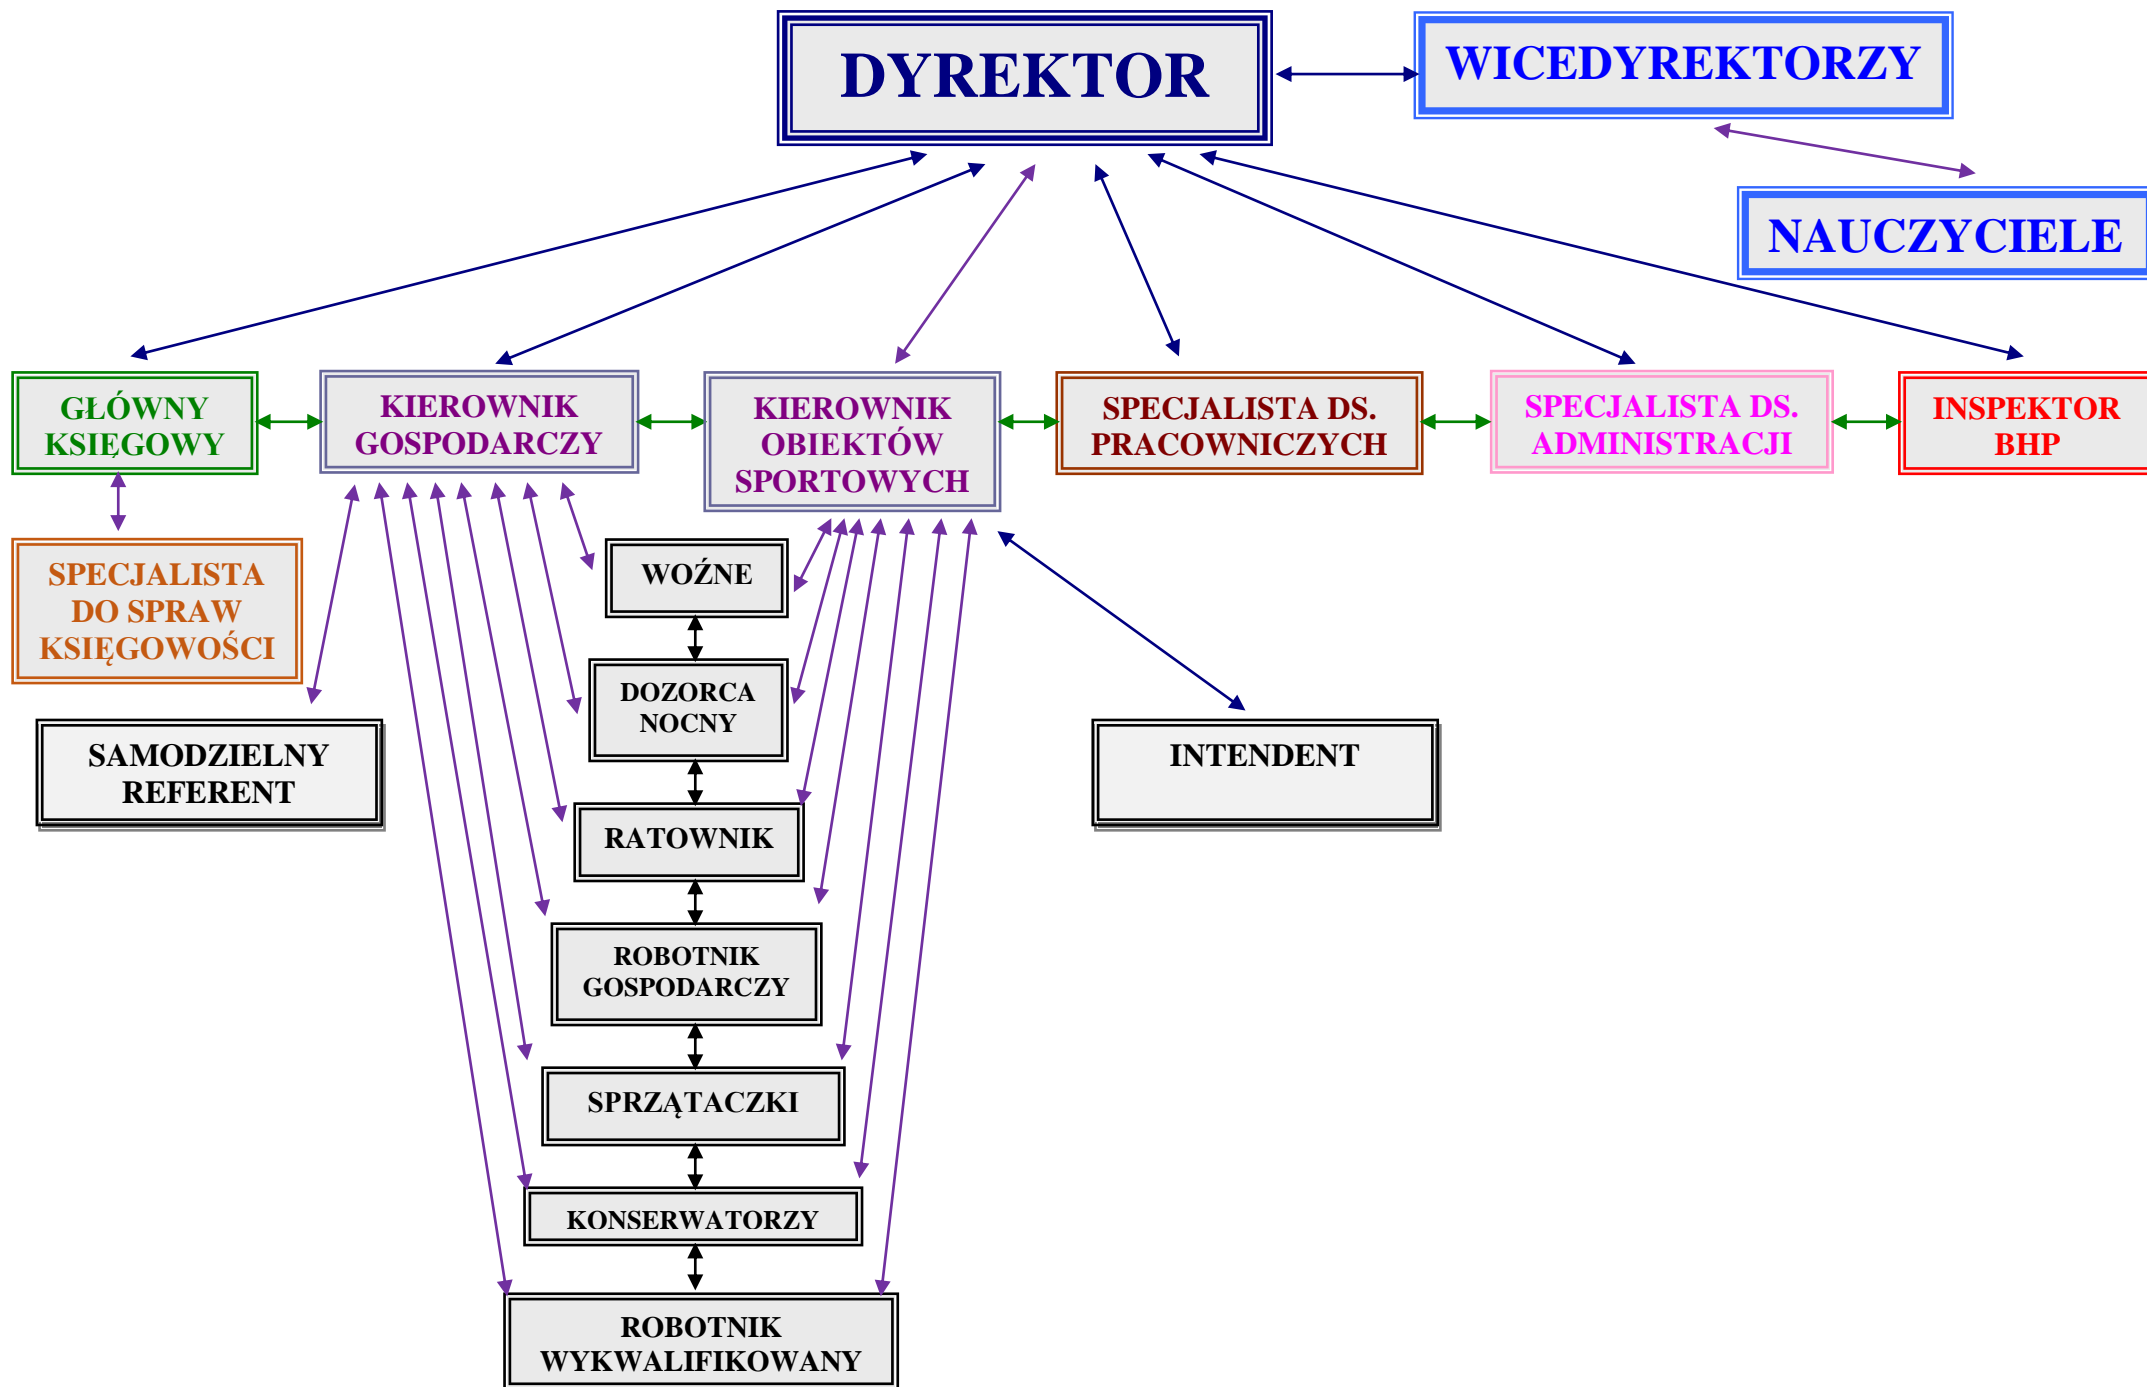 DYREKTOR
WICEDYREKTORZY
NAUCZYCIELE
GŁÓWNY
KSIĘGOWY
KIEROWNIK
GOSPODARCZY
KIEROWNIK
OBIEKTÓW
SPORTOWYCH
SPECJALISTA DS.
PRACOWNICZYCH
SPECJALISTA DS.
ADMINISTRACJI
INSPEKTOR
BHP
SPECJALISTA
DO SPRAW
KSIĘGOWOŚCI
WOŹNE
DOZORCA
NOCNY
SAMODZIELNY
REFERENT
INTENDENT
RATOWNIK
ROBOTNIK
GOSPODARCZY
SPRZĄTACZKI
KONSERWATORZY
ROBOTNIK
WYKWALIFIKOWANY